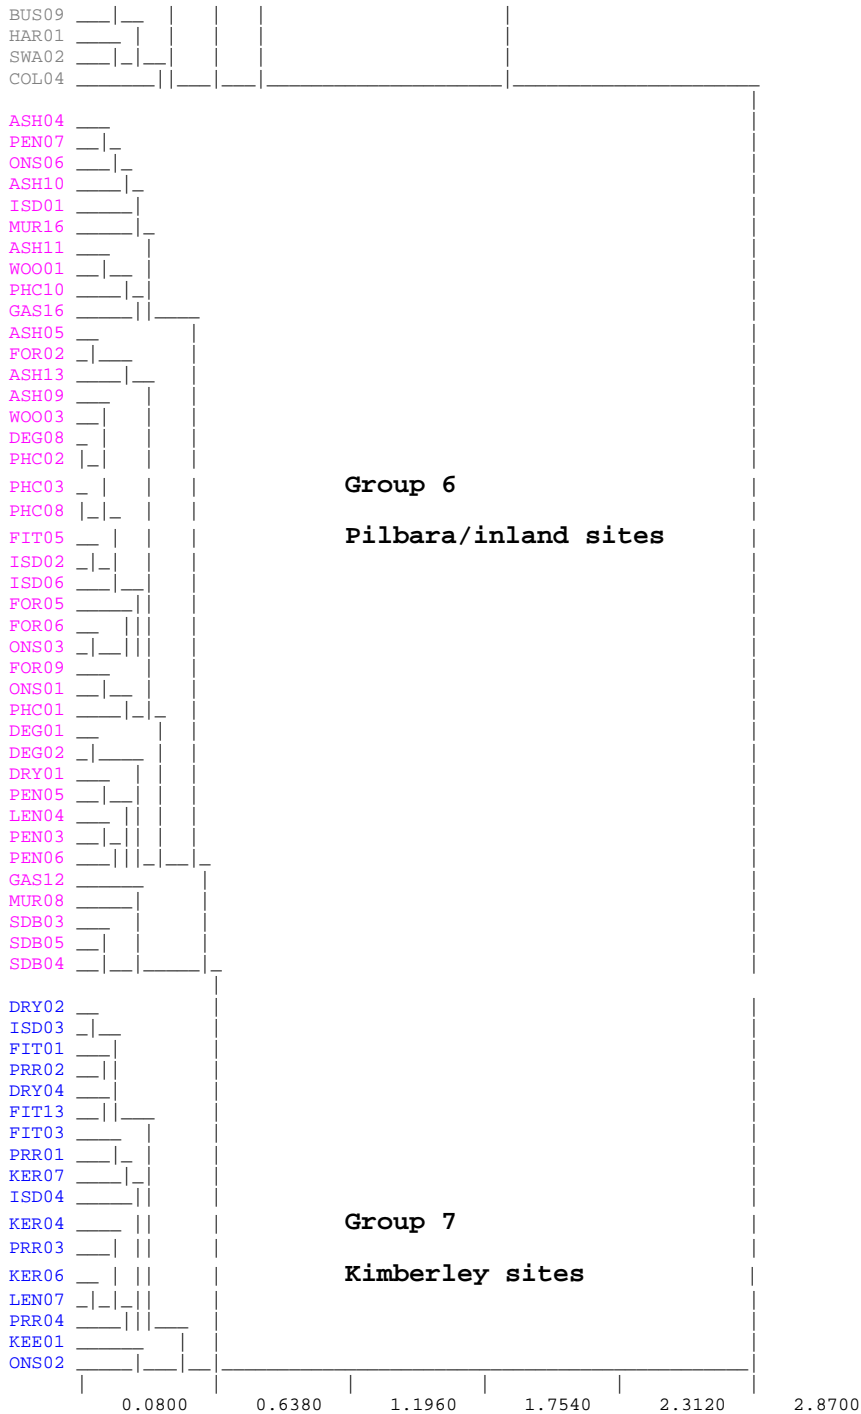 BUS09
HAR01
SWA02
COL04
ASH04
PEN07
ONS06
ASH10
ISD01
MUR16
ASH11
WOO01
PHC10
GAS16
ASH05
FOR02
ASH13
ASH09
WOO03
DEG08
PHC02
PHC03 Group 6
PHC08
FIT05 Pilbara/inland sites
ISD02
ISD06
FOR05
FOR06
ONS03
FOR09
ONS01
PHC01
DEG01
DEG02
DRY01
PEN05
LEN04
PEN03
PEN06
GAS12
MUR08
SDB03
SDB05
SDB04
DRY02
ISD03
FIT01
PRR02
DRY04
FIT13
FIT03
PRR01
KER07
ISD04
KER04 Group 7
PRR03
KER06 Kimberley sites
LEN07
PRR04
KEE01
ONS02
0.0800 0.6380 1.1960 1.7540 2.3120 2.8700